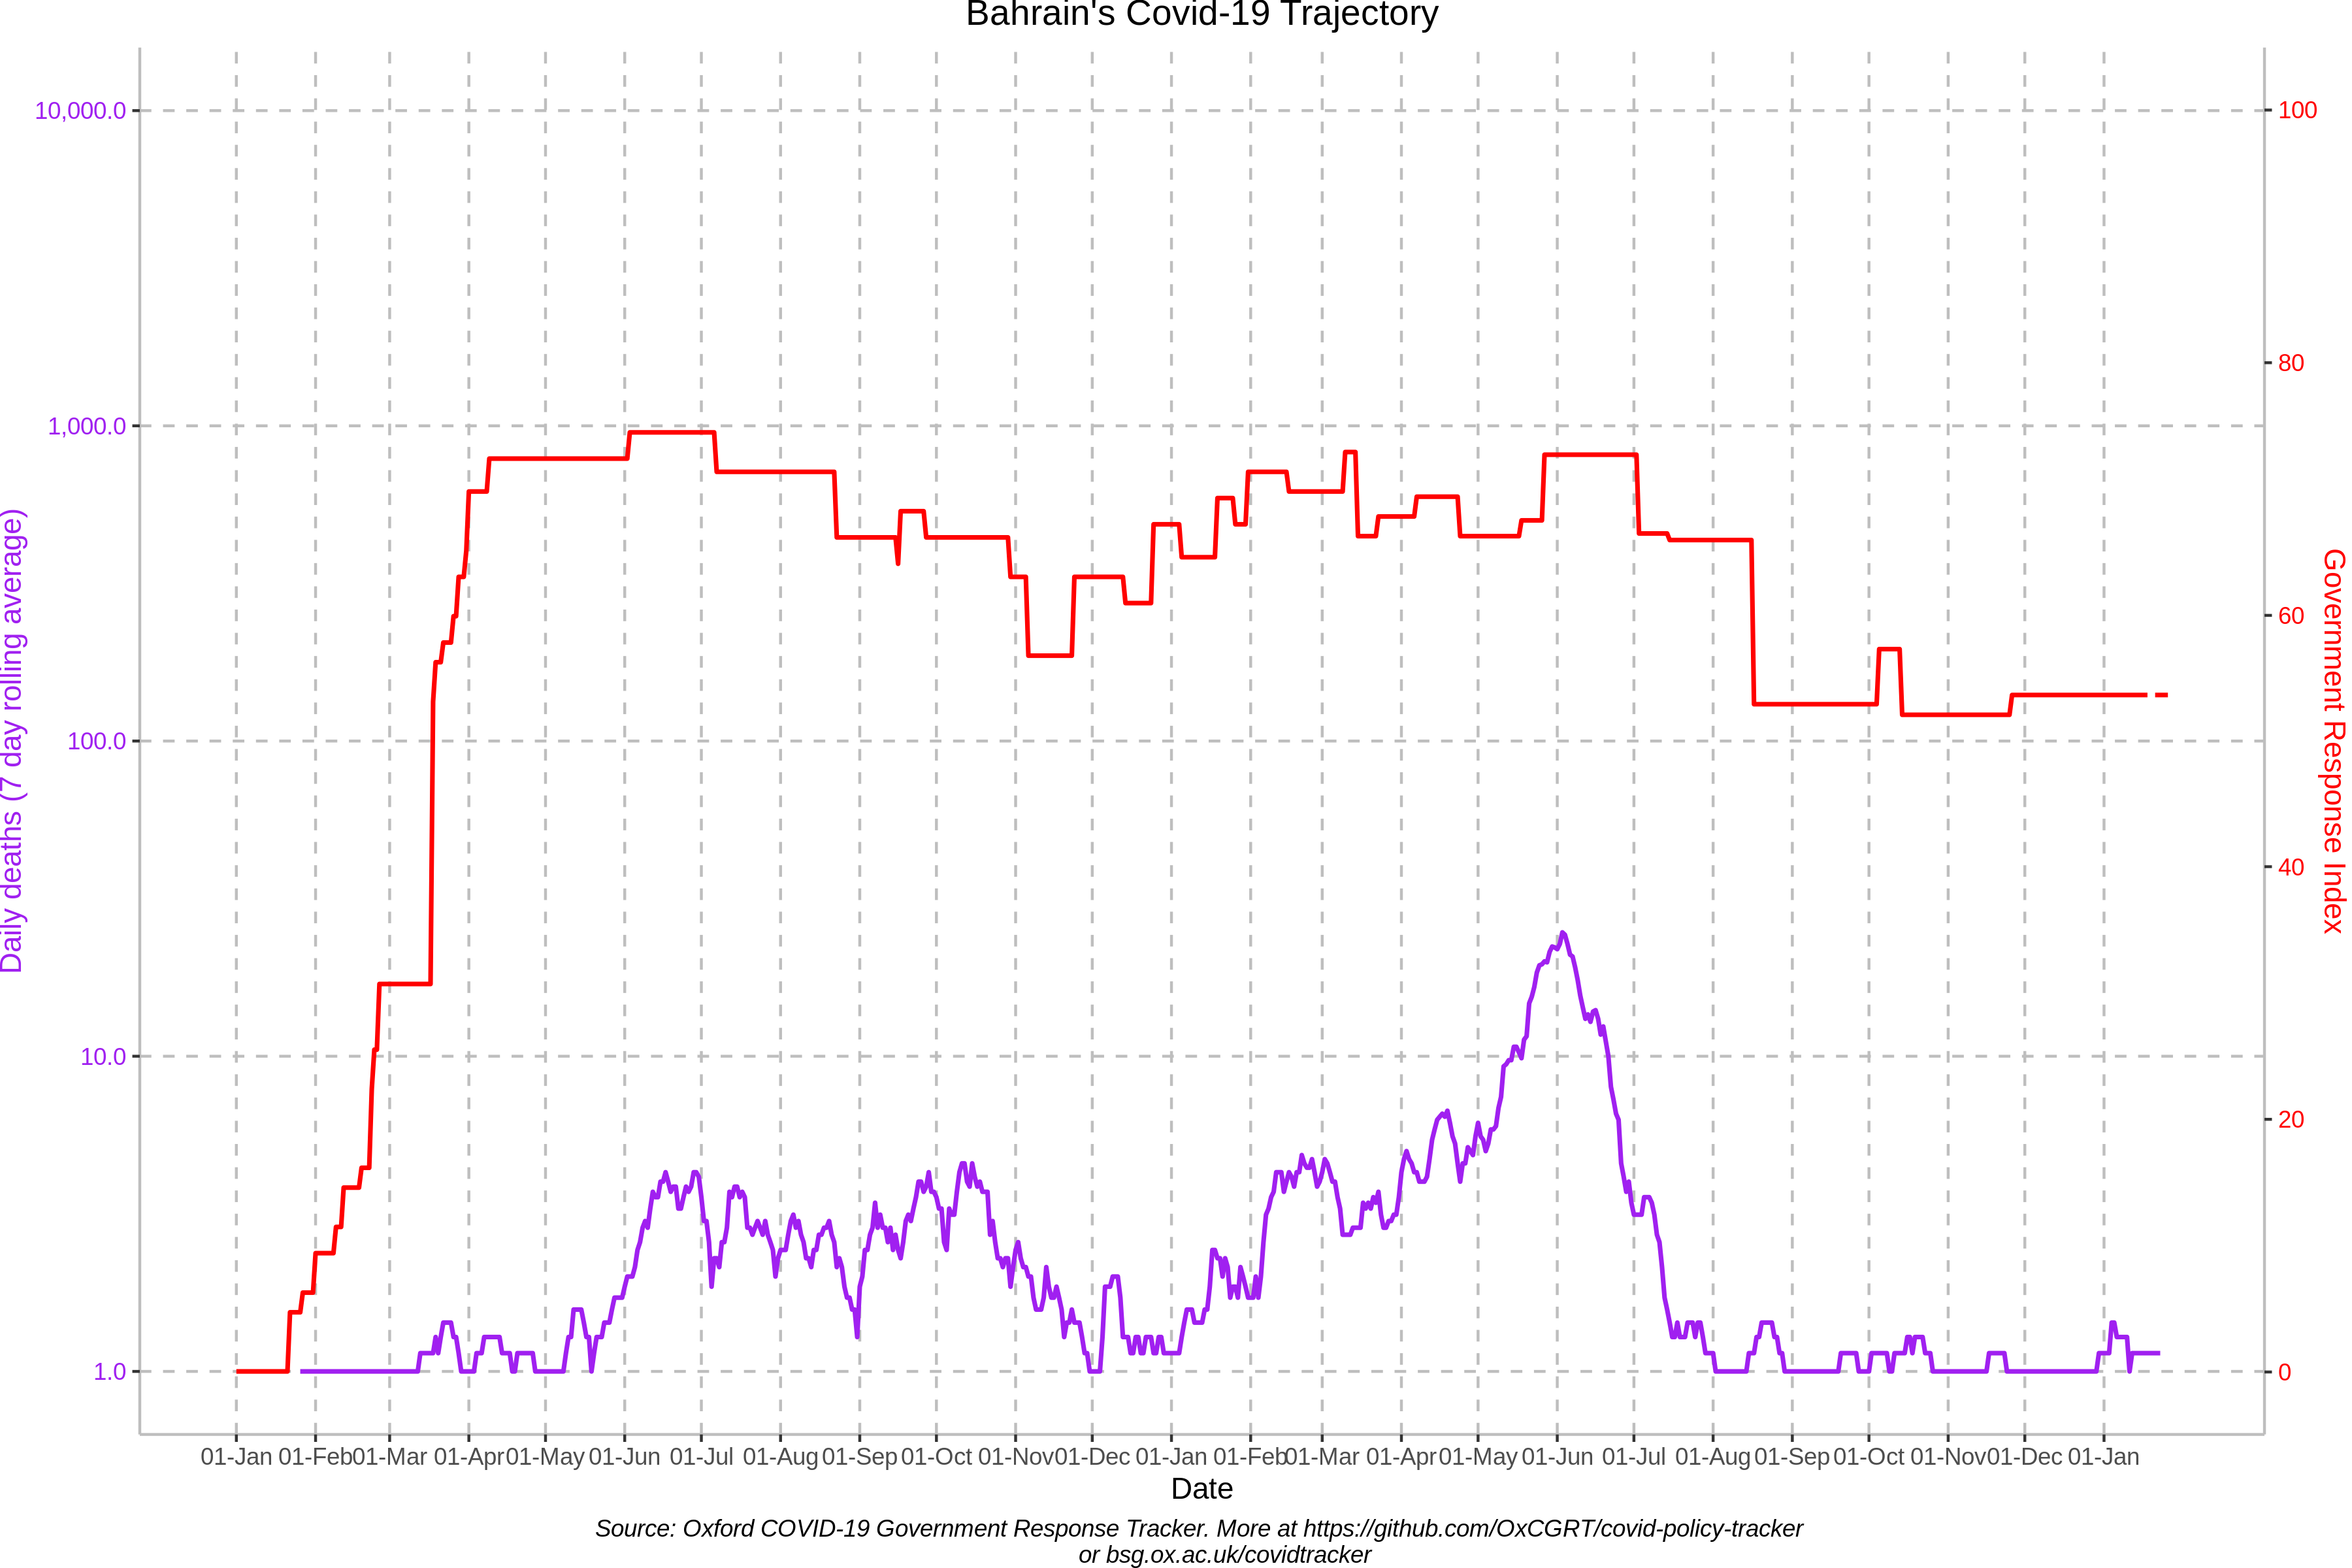 Bahrain's Covid-19 Trajectory
10,000.0
1,000.0
100.0
10.0
1.0
Daily deaths (7 day rolling average)
100
80
60
40
20
0
Government Response Index
01-Jan 01-Feb 01-Mar 01-Apr 01-May 01-Jun 01-Jul 01-Aug 01-Sep 01-Oct 01-Nov 01-Dec 01-Jan 01-Feb 01-Mar 01-Apr 01-May 01-Jun 01-Jul 01-Aug 01-Sep 01-Oct 01-Nov 01-Dec 01-Jan
Date
Source: Oxford COVID-19 Government Response Tracker. More at https://github.com/OxCGRT/covid-policy-tracker
or bsg.ox.ac.uk/covidtracker